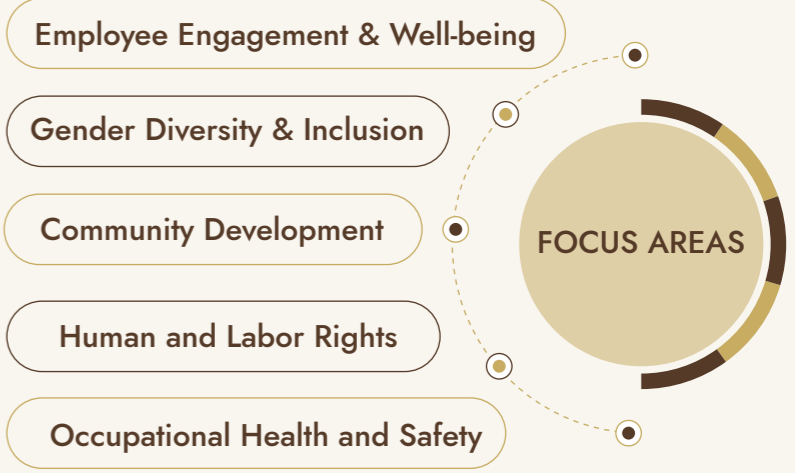 Employee Engagement & Well-being
Gender Diversity & Inclusion
Community Development
FOCUS AREAS
Human and Labor Rights
Occupational Health and Safety